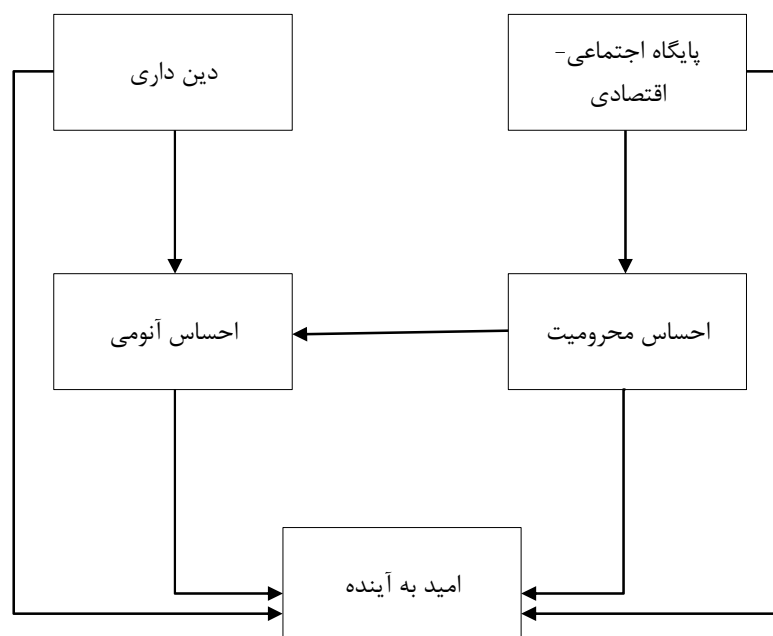 پایگاه اجتماعی-
اقتصادی
دین داری
احساس محرومیت
احساس آنومی
امید به آینده